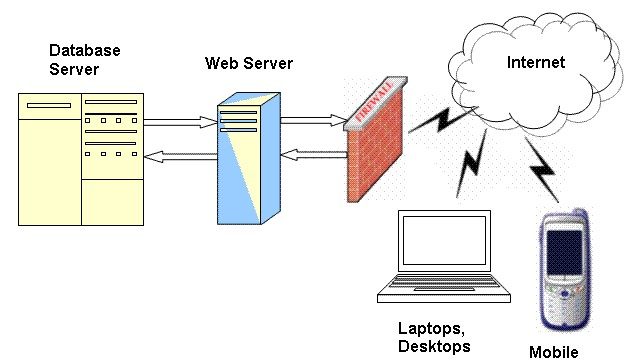 Database
Server
Web Server
FIREWALL
Internet
Laptops,
Desktops
Mobile